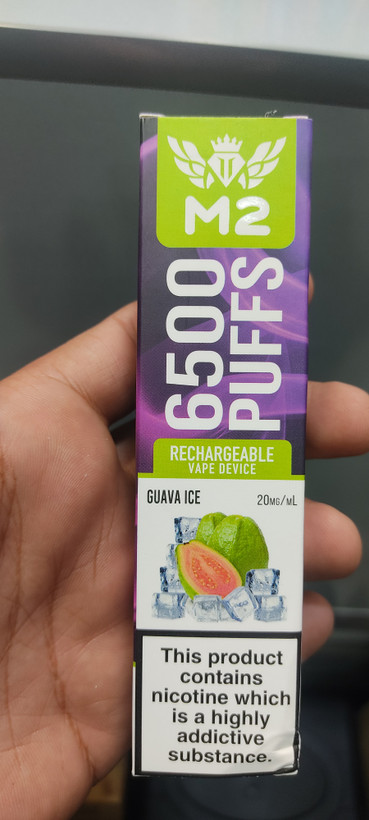 M2
6500
PUFFS
RECHARGEABLE
VAPE DEVICE
GUAVA ICE 20MG/ML
This product
contains
nicotine which
is a highly
addictive
substance.